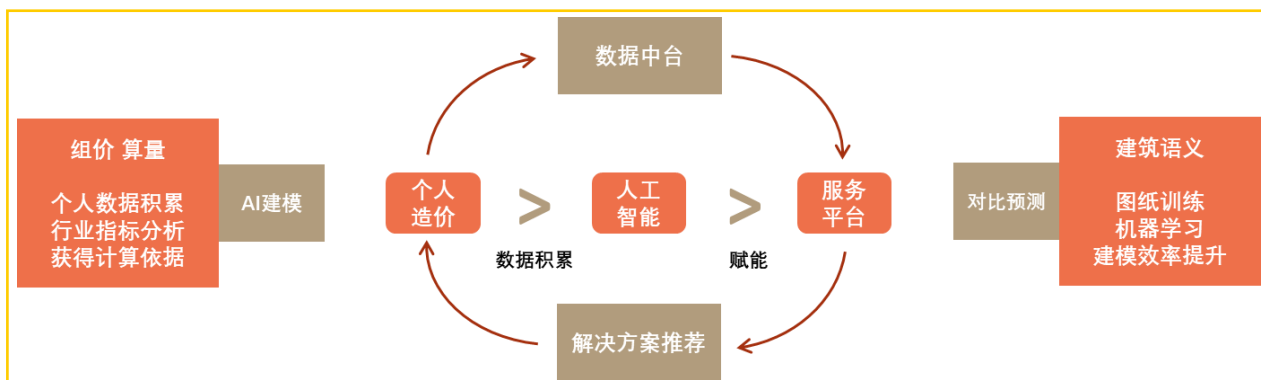 数据中台
组价 算量
个人数据积累
行业指标分析
获得计算依据
AI建模
个人
造价
>
数据积累
人工
智能
>
赋能
服务
平台
解决方案推荐
对比预测
建筑语义
图纸训练
机器学习
建模效率提升